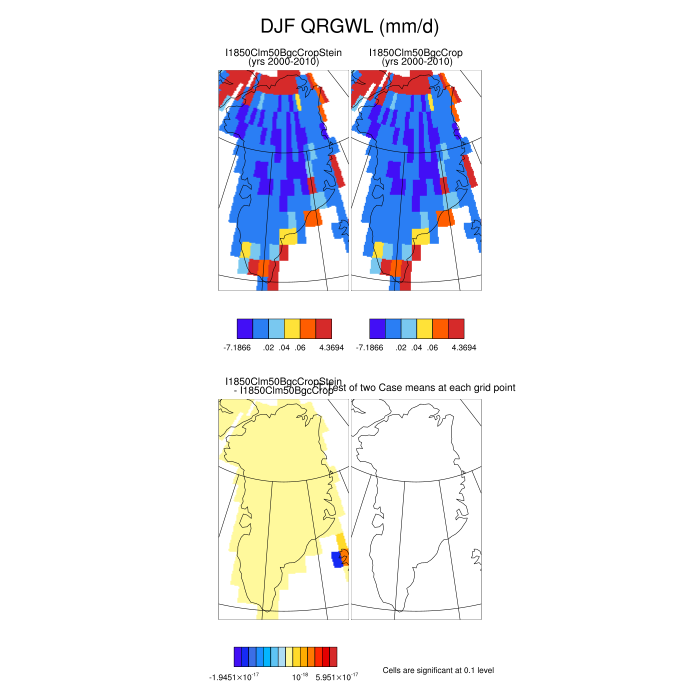 DJF QRGWL (mm/d)
I1850Clm50BgcCropStein
(yrs 2000-2010)
I1850Clm50BgcCrop
(yrs 2000-2010)
-7.1866 .02 .04 .06 4.3694
-7.1866 .02 .04 .06 4.3694
I1850Clm50BgcCropStein
- I1850Clm50BgcCrop
Test of two Case means at each grid point
-1.9451×10⁻¹⁷ 10⁻¹⁸ 5.951×10⁻¹⁷
Cells are significant at 0.1 level